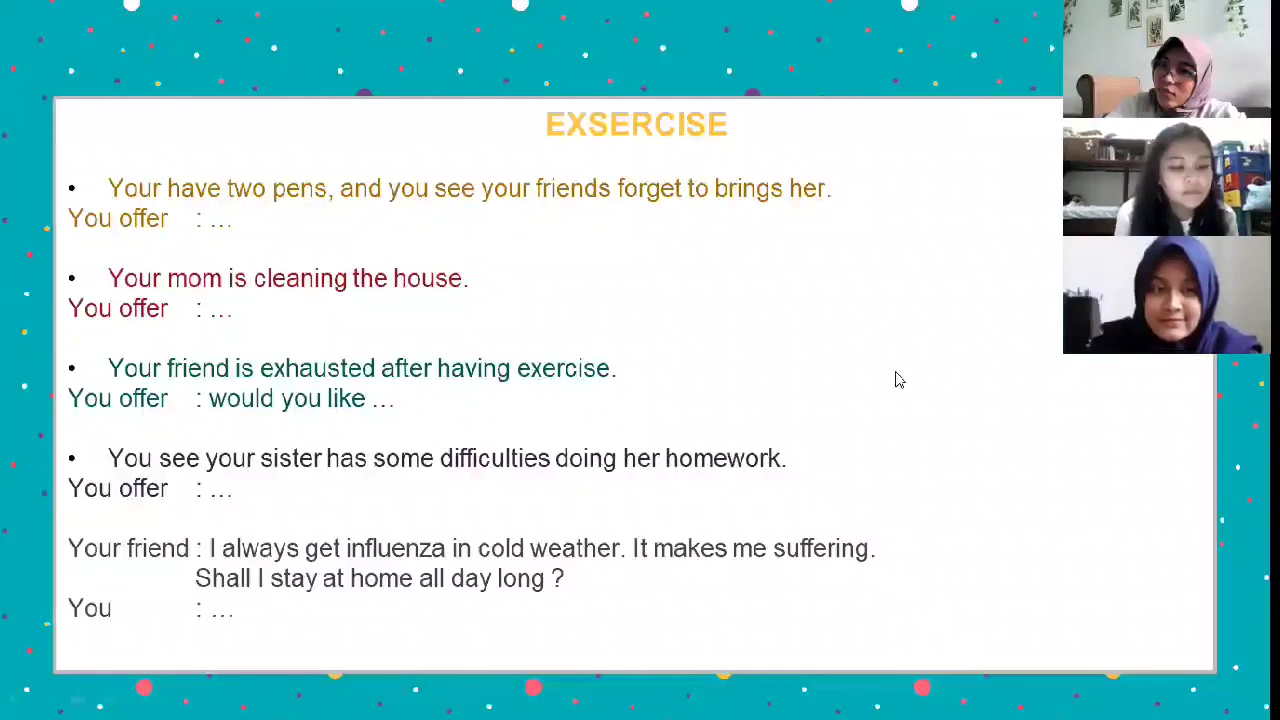 EXSERCISE
• Your have two pens, and you see your friends forget to brings her.
You offer : ...
• Your mom is cleaning the house.
You offer : ...
• Your friend is exhausted after having exercise.
You offer : would you like ...
• You see your sister has some difficulties doing her homework.
You offer : ...
Your friend : I always get influenza in cold weather. It makes me suffering.
Shall I stay at home all day long ?
You : ...